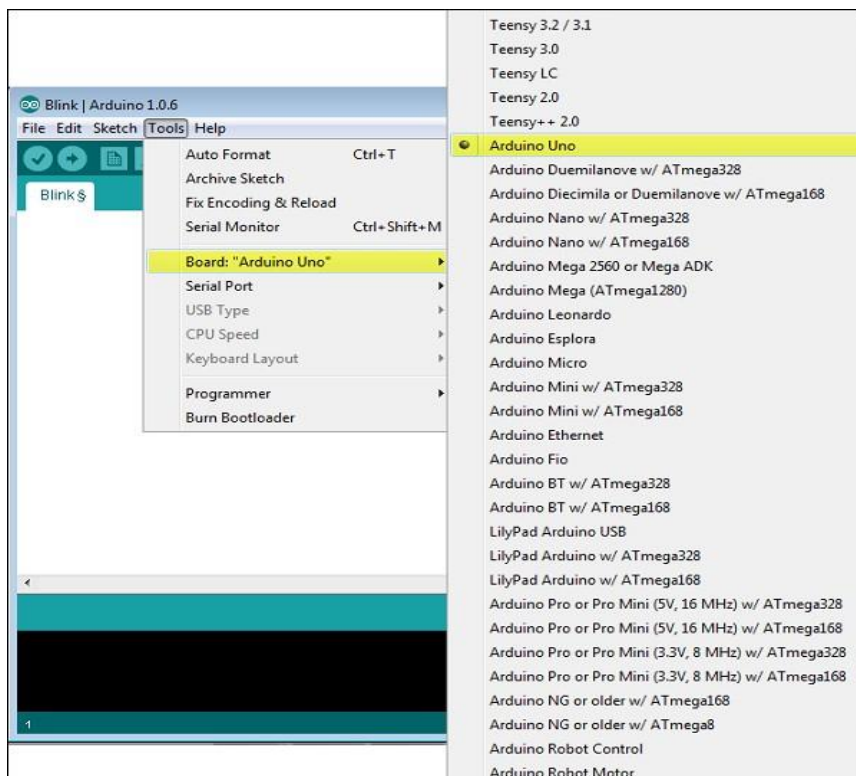 Blink | Arduino 1.0.6
File Edit Sketch Tools Help
Blink §
Auto Format Ctrl+T
Archive Sketch
Fix Encoding & Reload
Serial Monitor Ctrl+Shift+M
Board: "Arduino Uno"
Serial Port
USB Type
CPU Speed
Keyboard Layout
Programmer
Burn Bootloader
1
Teensy 3.2 / 3.1
Teensy 3.0
Teensy LC
Teensy 2.0
Teensy++ 2.0
Arduino Uno
Arduino Duemilanove w/ ATmega328
Arduino Diecimila or Duemilanove w/ ATmega168
Arduino Nano w/ ATmega328
Arduino Nano w/ ATmega168
Arduino Mega 2560 or Mega ADK
Arduino Mega (ATmega1280)
Arduino Leonardo
Arduino Esplora
Arduino Micro
Arduino Mini w/ ATmega328
Arduino Mini w/ ATmega168
Arduino Ethernet
Arduino Fio
Arduino BT w/ ATmega328
Arduino BT w/ ATmega168
LilyPad Arduino USB
LilyPad Arduino w/ ATmega328
LilyPad Arduino w/ ATmega168
Arduino Pro or Pro Mini (5V, 16 MHz) w/ ATmega328
Arduino Pro or Pro Mini (5V, 16 MHz) w/ ATmega168
Arduino Pro or Pro Mini (3.3V, 8 MHz) w/ ATmega328
Arduino Pro or Pro Mini (3.3V, 8 MHz) w/ ATmega168
Arduino NG or older w/ ATmega168
Arduino NG or older w/ ATmega8
Arduino Robot Control
Arduino Robot Motor